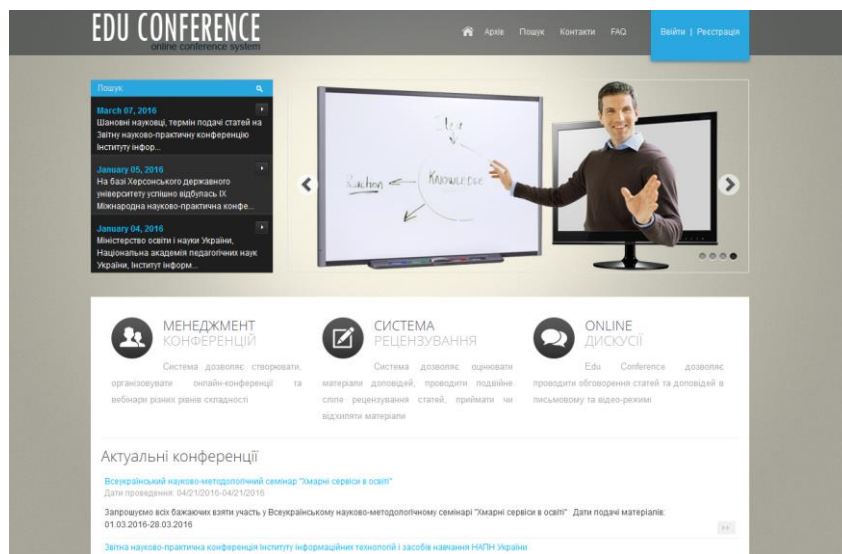 EDU CONFERENCE
online conference system
Архів Пошук Контакти FAQ
Ввійти | Реєстрація
Пошук
March 07, 2016
Шановні науковці, термін подачі статей на
Звітну науково-практичну конференцію
Інституту інфор...
January 05, 2016
На базі Херсонського державного
університету успішно відбулась IX
Міжнародна науково-практична конфе...
January 04, 2016
Міністерство освіти і науки України,
Національна академія педагогічних наук
України, Інститут інформ...
Idea
Knowledge
МЕНЕДЖМЕНТ
КОНФЕРЕНЦІЙ
Система дозволяє створювати,
організовувати онлайн-конференції та
вебінари різних рівнів складності
СИСТЕМА
РЕЦЕНЗУВАННЯ
Система дозволяє оцінювати
матеріали доповідей, проводити подвійне
сліпе рецензування статей, приймати чи
відхиляти матеріали
ONLINE
ДИСКУСІЇ
Edu Conference дозволяє
проводити обговорення статей та доповідей в
письмовому та відео-режимі
Актуальні конференції
Всеукраїнський науково-методологічний семінар "Хмарні сервіси в освіті"
Дати проведення: 04/21/2016-04/21/2016
Запрошуємо всіх бажаючих взяти участь у Всеукраїнському науково-методологічному семінарі "Хмарні сервіси в освіті" Дати подачі матеріалів:
01.03.2016-28.03.2016
Звітна науково-практична конференція Інституту інформаційних технологій і засобів навчання НАПН України